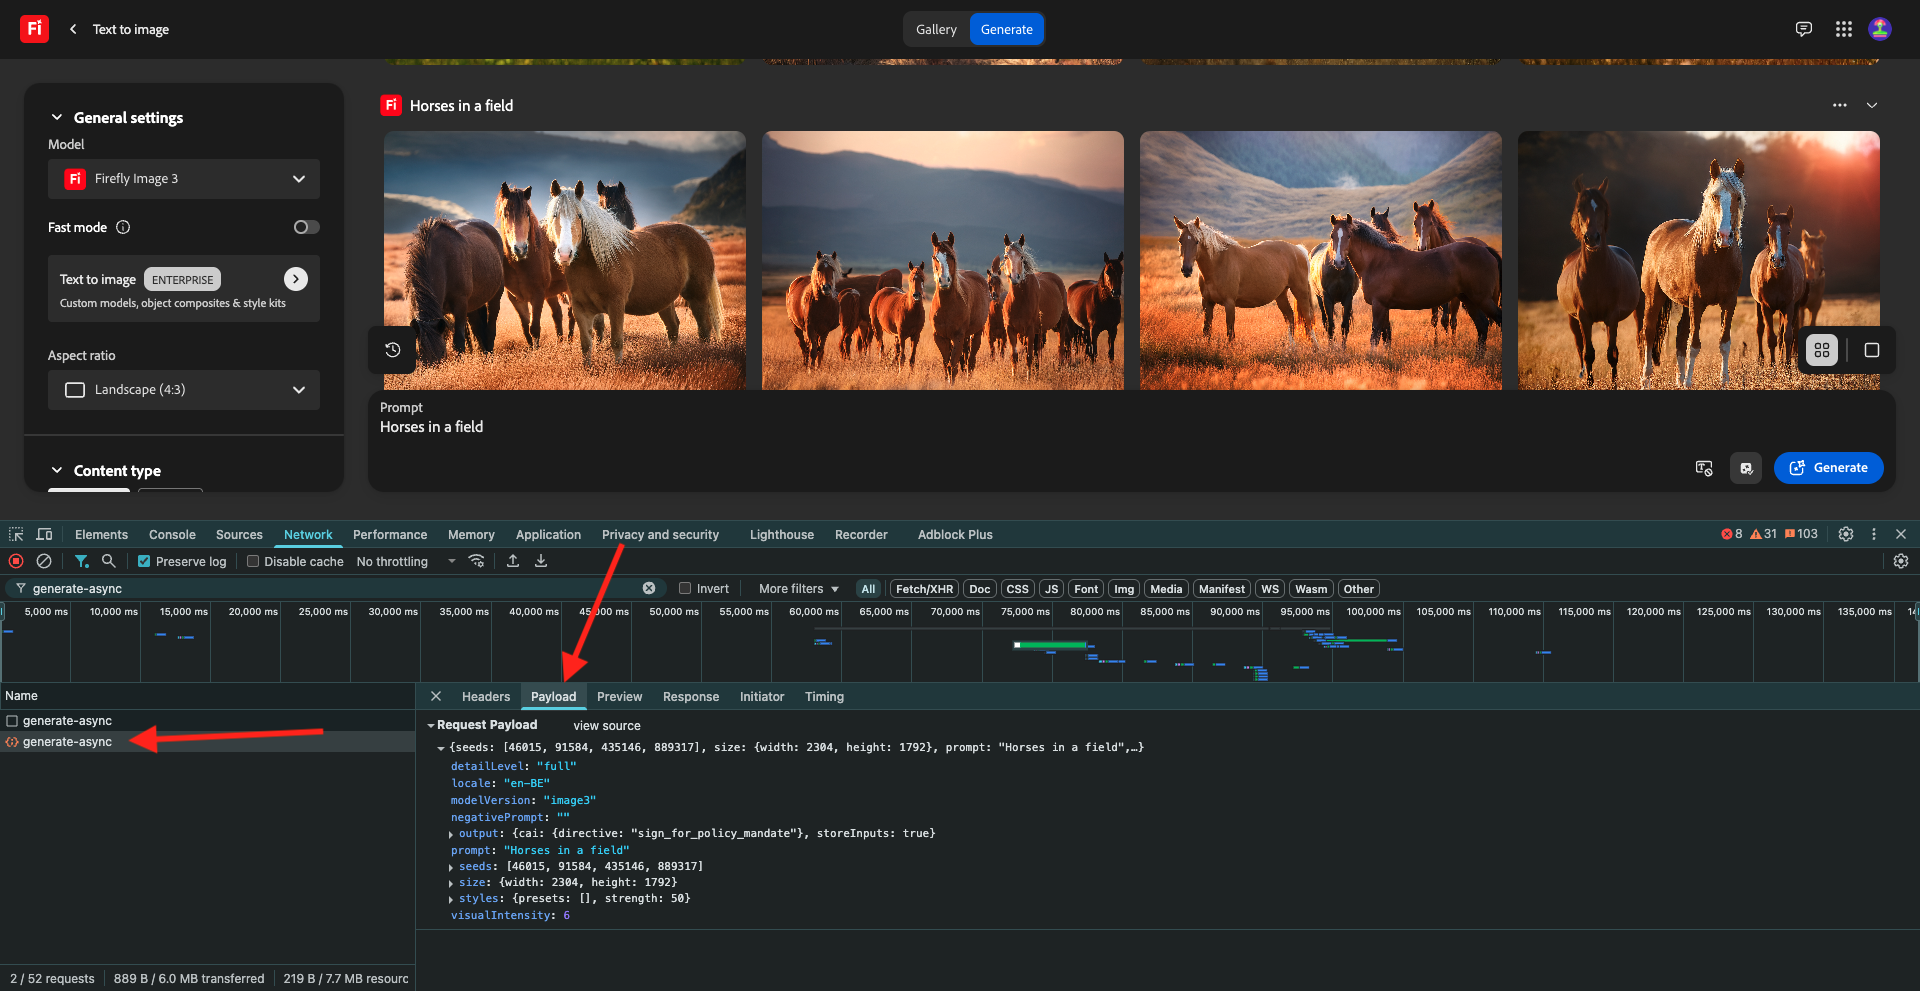 Fi Text to image Gallery Generate
Fi Horses in a field
General settings
Model
Fi Firefly Image 3
Fast mode
Text to image ENTERPRISE
Custom models, object composites & style kits
Aspect ratio
Landscape (4:3)
Content type
Prompt
Horses in a field
Generate
Elements Console Sources Network Performance Memory Application Privacy and security Lighthouse Recorder Adblock Plus 8 31 103
Preserve log Disable cache No throttling
generate-async Invert More filters All Fetch/XHR Doc CSS JS Font Img Media Manifest WS Wasm Other
5,000 ms 10,000 ms 15,000 ms 20,000 ms 25,000 ms 30,000 ms 35,000 ms 40,000 ms 45,000 ms 50,000 ms 55,000 ms 60,000 ms 65,000 ms 70,000 ms 75,000 ms 80,000 ms 85,000 ms 90,000 ms 95,000 ms 100,000 ms 105,000 ms 110,000 ms 115,000 ms 120,000 ms 125,000 ms 130,000 ms 135,000 ms
Name
generate-async
generate-async
Headers Payload Preview Response Initiator Timing
Request Payload view source
{seeds: [46015, 91584, 435146, 889317], size: {width: 2304, height: 1792}, prompt: "Horses in a field",…}
detailLevel: "full"
locale: "en-BE"
modelVersion: "image3"
negativePrompt: ""
output: {cai: {directive: "sign_for_policy_mandate"}, storeInputs: true}
prompt: "Horses in a field"
seeds: [46015, 91584, 435146, 889317]
size: {width: 2304, height: 1792}
styles: {presets: [], strength: 50}
visualIntensity: 6
2 / 52 requests 889 B / 6.0 MB transferred 219 B / 7.7 MB resourc